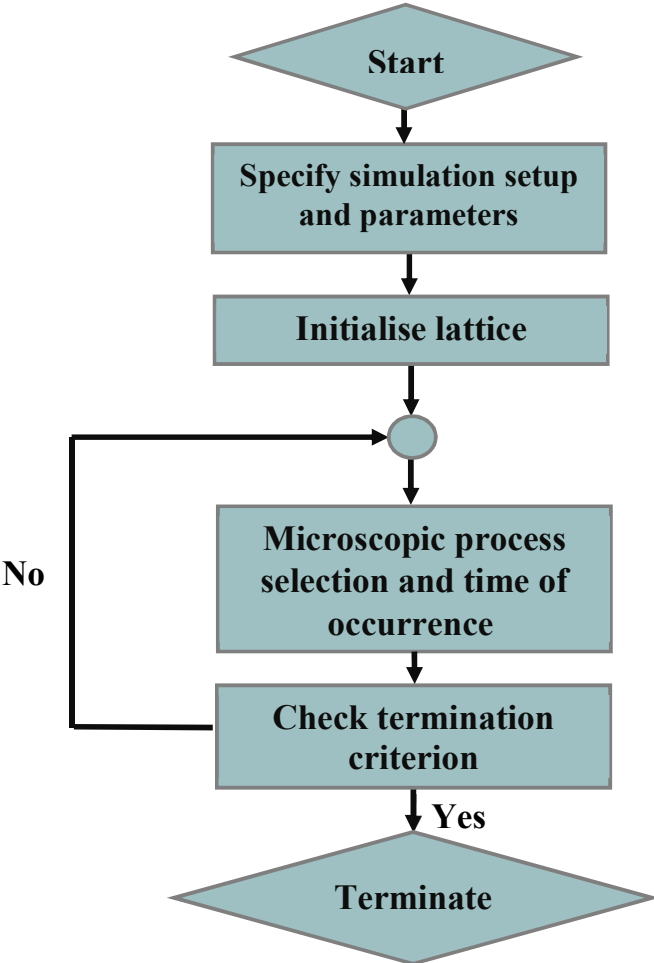 Start
Specify simulation setup
and parameters
Initialise lattice
No
Microscopic process
selection and time of
occurrence
Check termination
criterion
Yes
Terminate